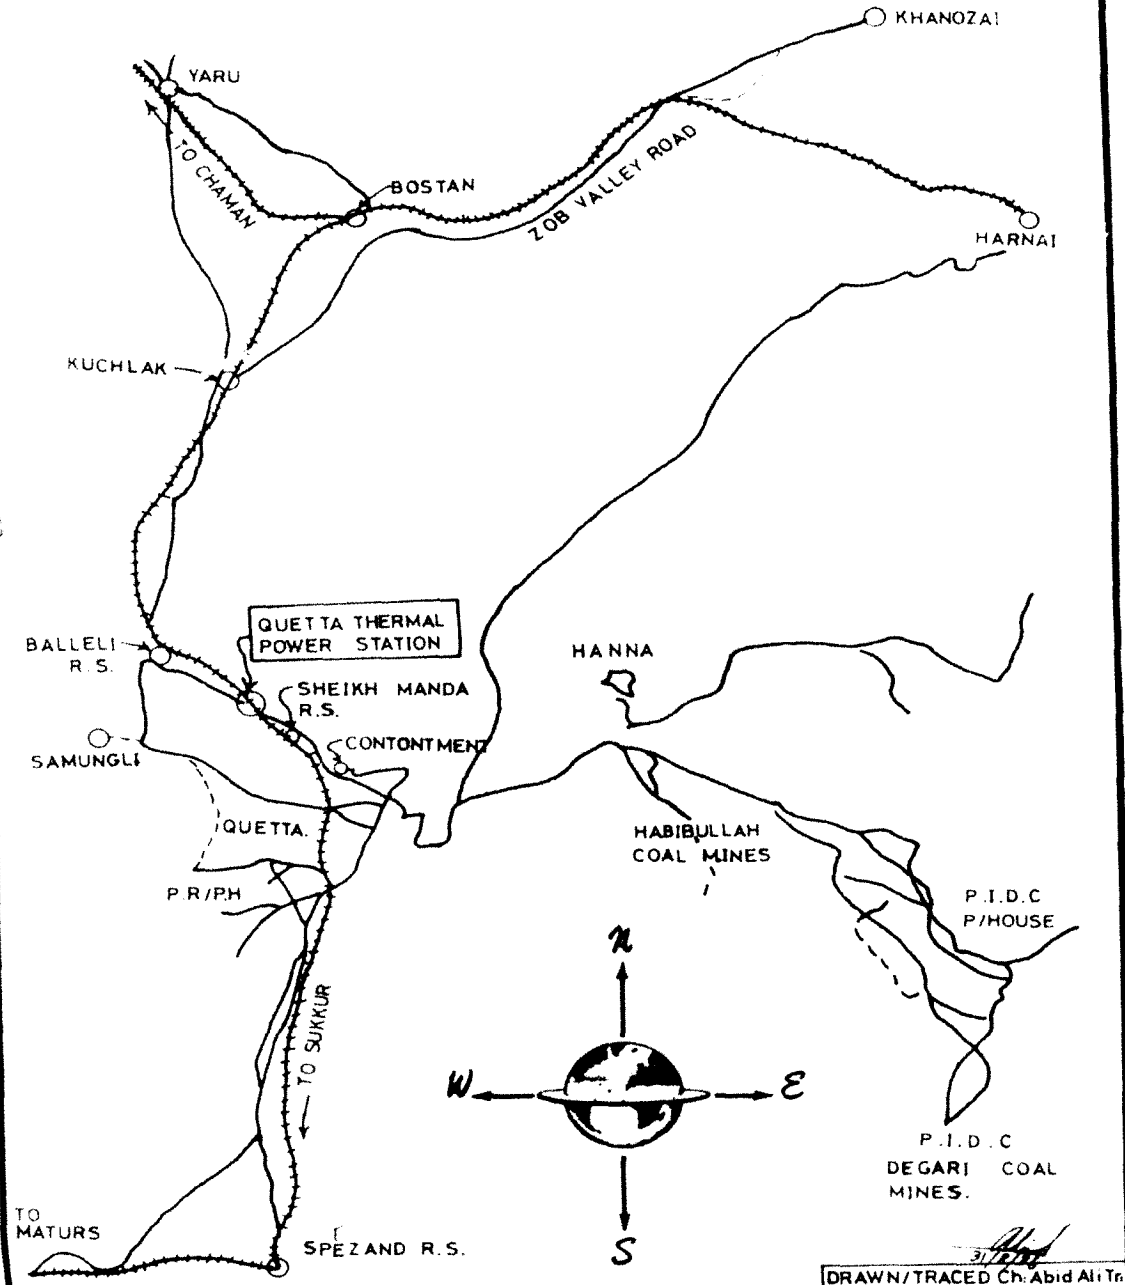 KHANOZAI
YARU
TO CHAMAN
BOSTAN
ZOB VALLEY ROAD
HARNAI
KUCHLAK
QUETTA THERMAL
POWER STATION
BALLELI
R.S.
HANNA
SHEIKH MANDA
R.S.
CONTONTMENT
SAMUNGLI
QUETTA.
HABIBULLAH
COAL MINES
P.R/P.H
P.I.D.C
P/HOUSE
N
TO SUKKUR
W
E
P.I.D.C
DEGARI COAL
MINES.
TO
MATURS
S
SPEZAND R.S.
DRAWN/TRACED Ch: Abid Ali Tr.